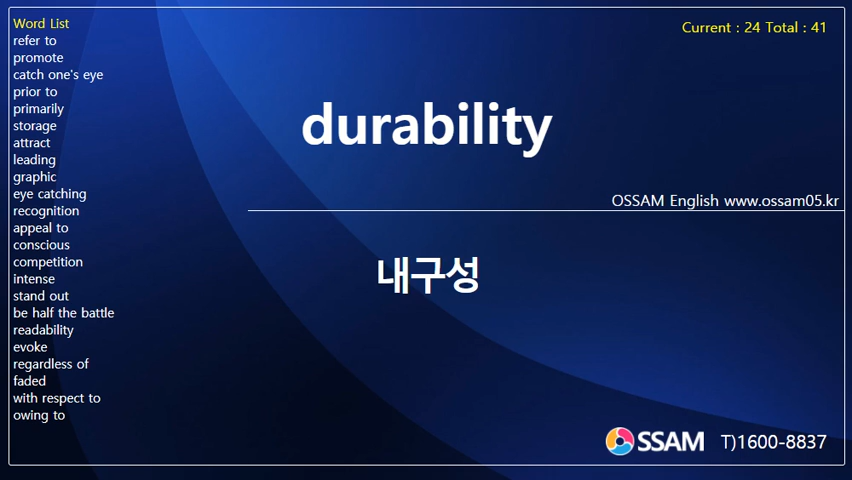 Word List
refer to
promote
catch one's eye
prior to
primarily
storage
attract
leading
graphic
eye catching
recognition
appeal to
conscious
competition
intense
stand out
be half the battle
readability
evoke
regardless of
faded
with respect to
owing to
Current : 24 Total : 41
durability
OSSAM English www.ossam05.kr
내구성
OSSAM T)1600-8837